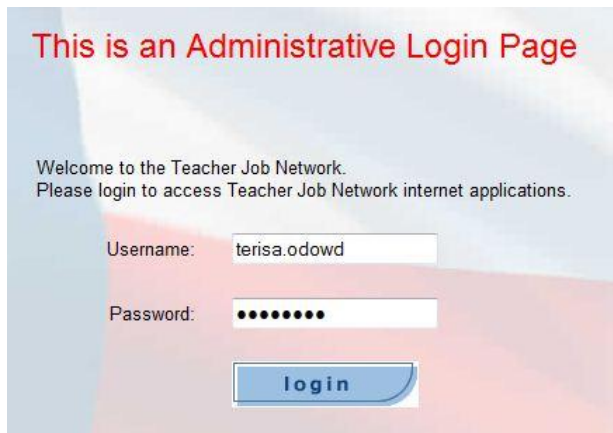 This is an Administrative Login Page
Welcome to the Teacher Job Network.
Please login to access Teacher Job Network internet applications.
Username: terisa.odowd
Password: ●●●●●●●●
login